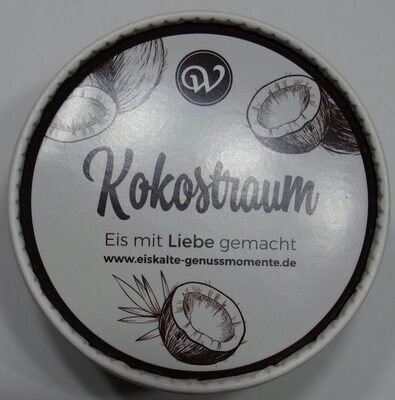 W
Kokostraum
Eis mit Liebe gemacht
www.eiskalte-genussmomente.de